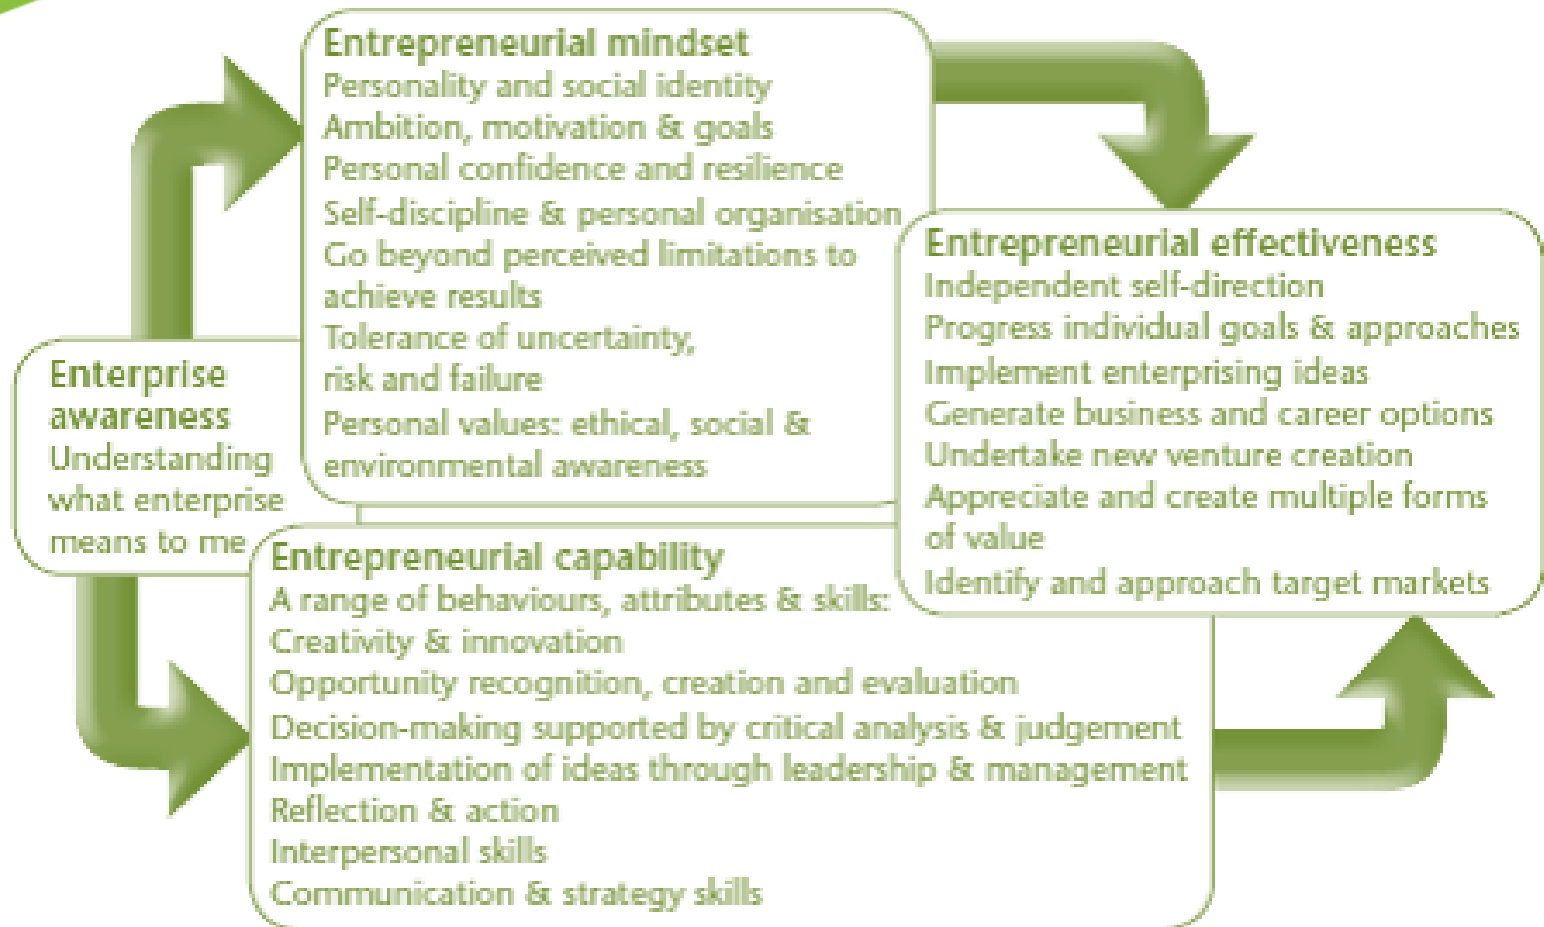 Entrepreneurial mindset
Personality and social identity
Ambition, motivation & goals
Personal confidence and resilience
Self-discipline & personal organisation
Go beyond perceived limitations to
achieve results
Tolerance of uncertainty,
risk and failure
Personal values: ethical, social &
environmental awareness
Enterprise
awareness
Understanding
what enterprise
means to me
Entrepreneurial capability
A range of behaviours, attributes & skills:
Creativity & innovation
Opportunity recognition, creation and evaluation
Decision-making supported by critical analysis & judgement
Implementation of ideas through leadership & management
Reflection & action
Interpersonal skills
Communication & strategy skills
Entrepreneurial effectiveness
Independent self-direction
Progress individual goals & approaches
Implement enterprising ideas
Generate business and career options
Undertake new venture creation
Appreciate and create multiple forms
of value
Identify and approach target markets